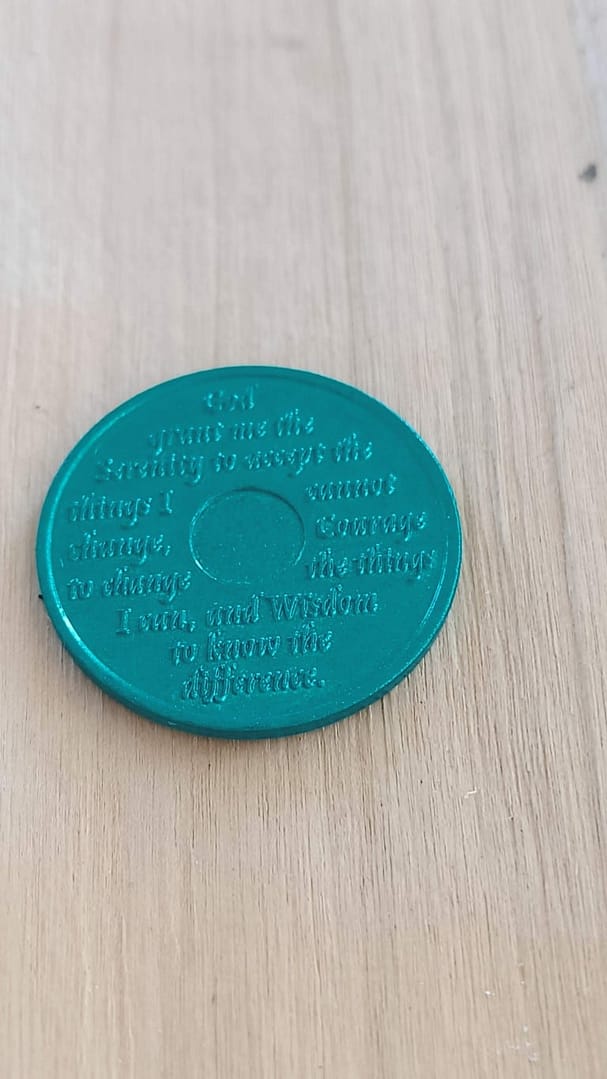 God
grant me the
Serenity to accept the
things I cannot
change, Courage
to change the things
I can, and Wisdom
to know the
difference.